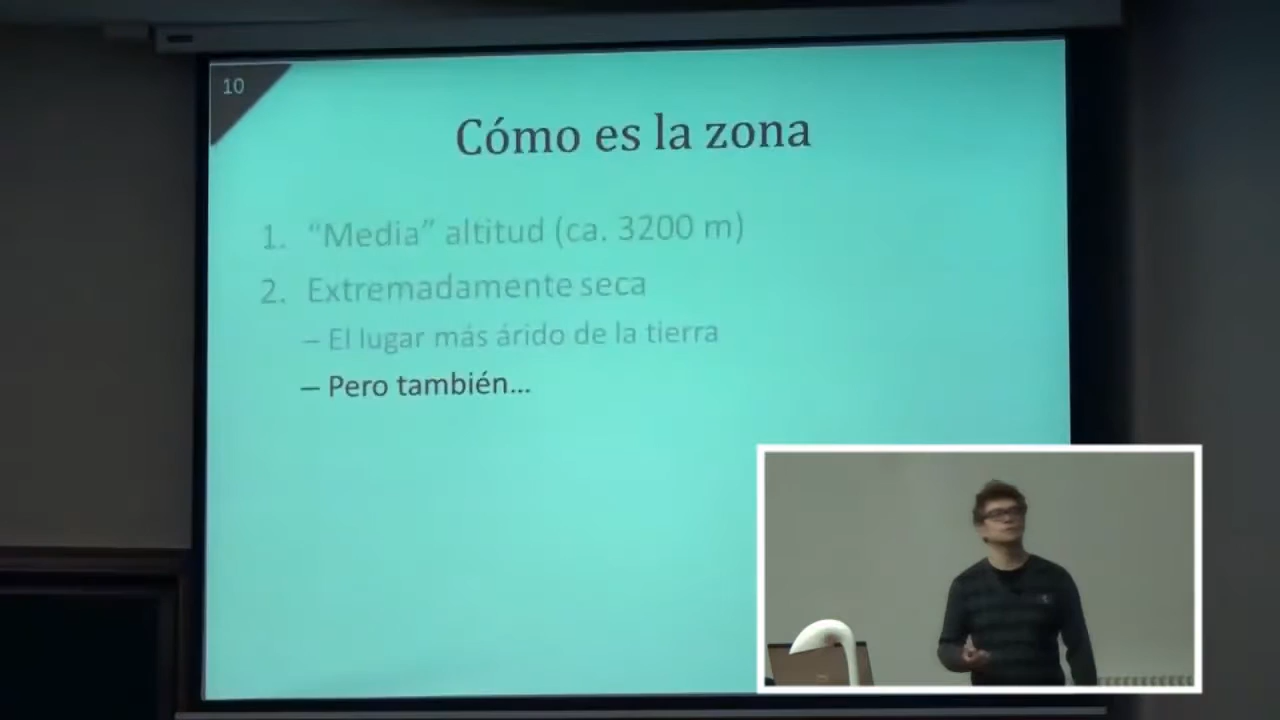 10
Cómo es la zona
1. “Media” altitud (ca. 3200 m)
2. Extremadamente seca
– El lugar más árido de la tierra
– Pero también...